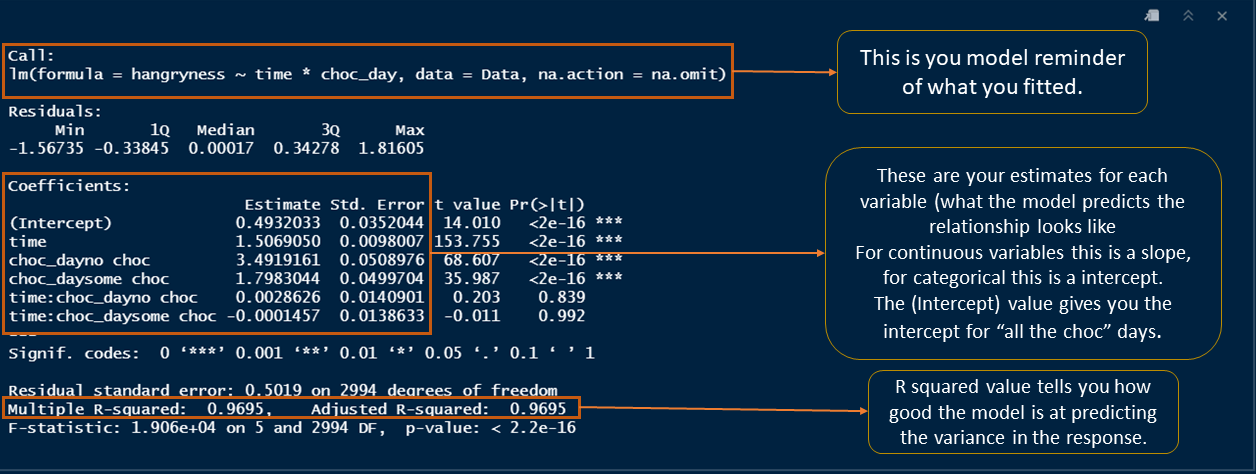 Call:
lm(formula = hangryness ~ time * choc_day, data = Data, na.action = na.omit)
This is you model reminder
of what you fitted.
Residuals:
Min 1Q Median 3Q Max
-1.56735 -0.33845 0.00017 0.34278 1.81605
Coefficients:
Estimate Std. Error t value Pr(>|t|)
(Intercept) 0.4932033 0.0352044 14.010 <2e-16 ***
time 1.5069050 0.0098007 153.755 <2e-16 ***
choc_dayno choc 3.4919161 0.0508976 68.607 <2e-16 ***
choc_daysome choc 1.7983044 0.0499704 35.987 <2e-16 ***
time:choc_dayno choc 0.0028626 0.0140901 0.203 0.839
time:choc_daysome choc -0.0001457 0.0138633 -0.011 0.992
---
Signif. codes: 0 ‘***’ 0.001 ‘**’ 0.01 ‘*’ 0.05 ‘.’ 0.1 ‘ ’ 1
These are your estimates for each
variable (what the model predicts the
relationship looks like
For continuous variables this is a slope,
for categorical this is a intercept.
The (Intercept) value gives you the
intercept for “all the choc” days.
Residual standard error: 0.5019 on 2994 degrees of freedom
Multiple R-squared: 0.9695, Adjusted R-squared: 0.9695
F-statistic: 1.906e+04 on 5 and 2994 DF, p-value: < 2.2e-16
R squared value tells you how
good the model is at predicting
the variance in the response.